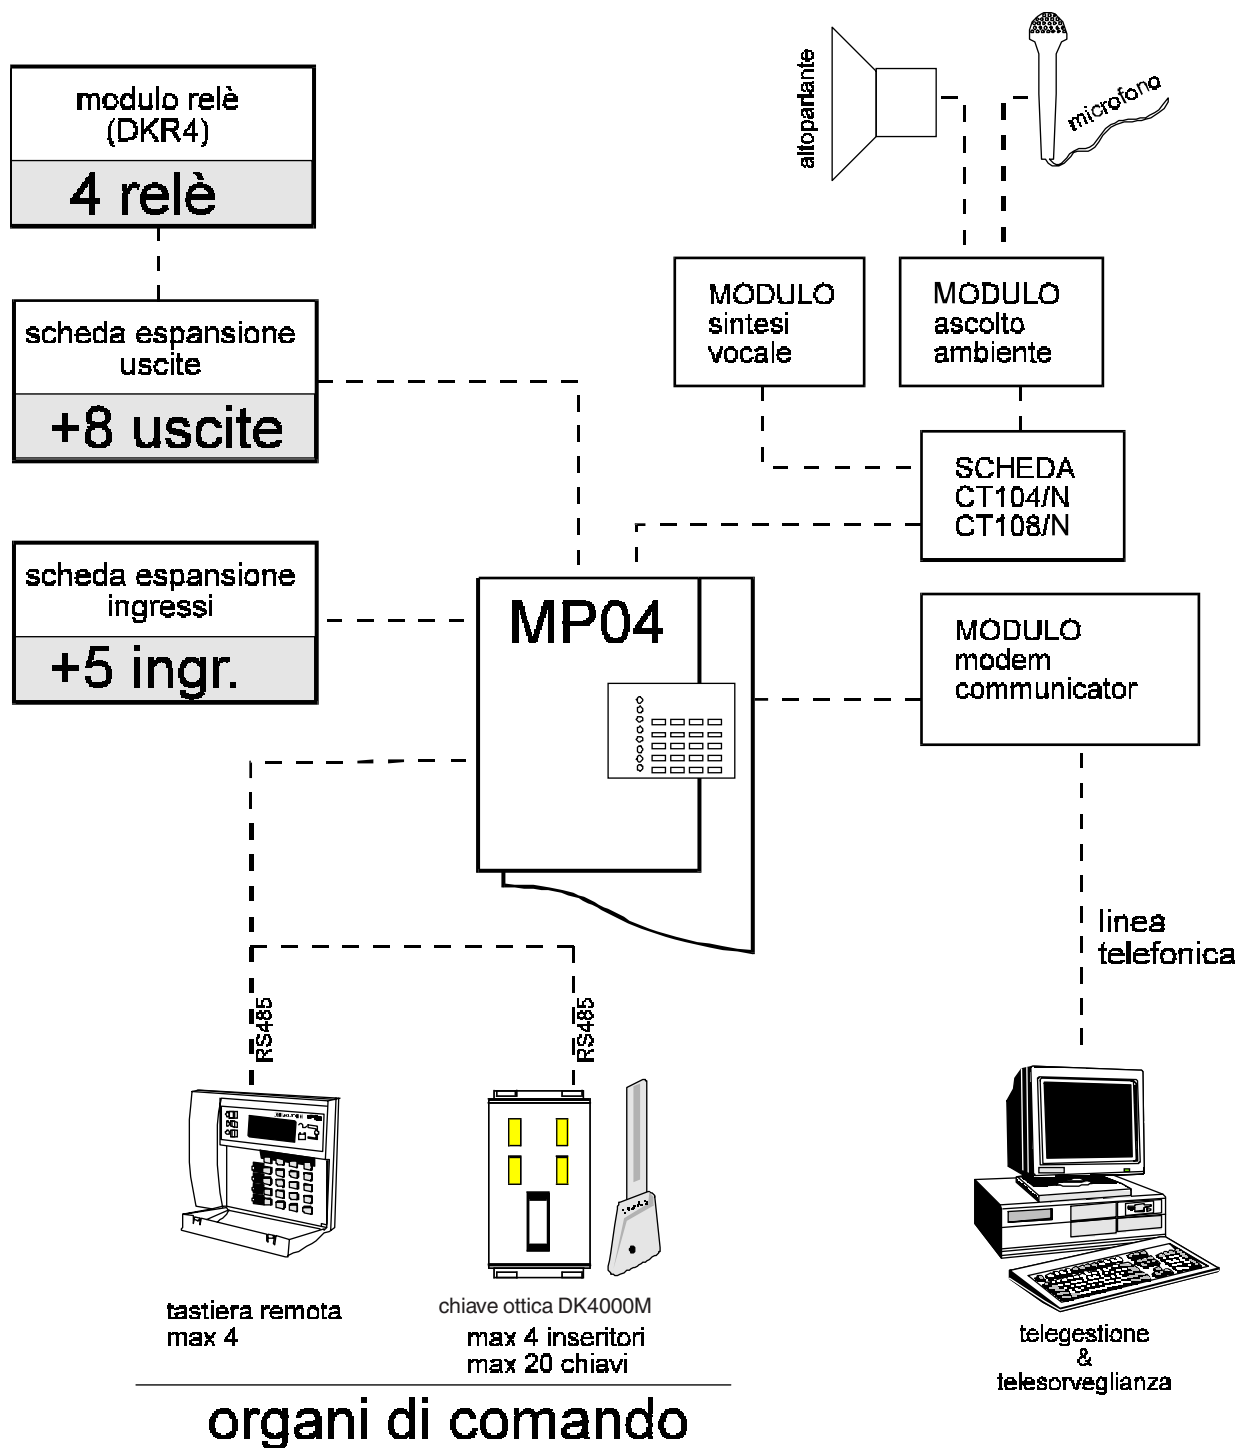 altoparlante
microfono
modulo relè
(DKR4)
4 relè
scheda espansione
uscite
+8 uscite
MODULO
sintesi
vocale
MODULO
ascolto
ambiente
SCHEDA
CT104/N
CT108/N
scheda espansione
ingressi
+5 ingr.
MP04
MODULO
modem
communicator
linea
telefonica
RS485
RS485
tastiera remota
max 4
chiave ottica DK4000M
max 4 inseritori
max 20 chiavi
telegestione
&
telesorveglianza
organi di comando